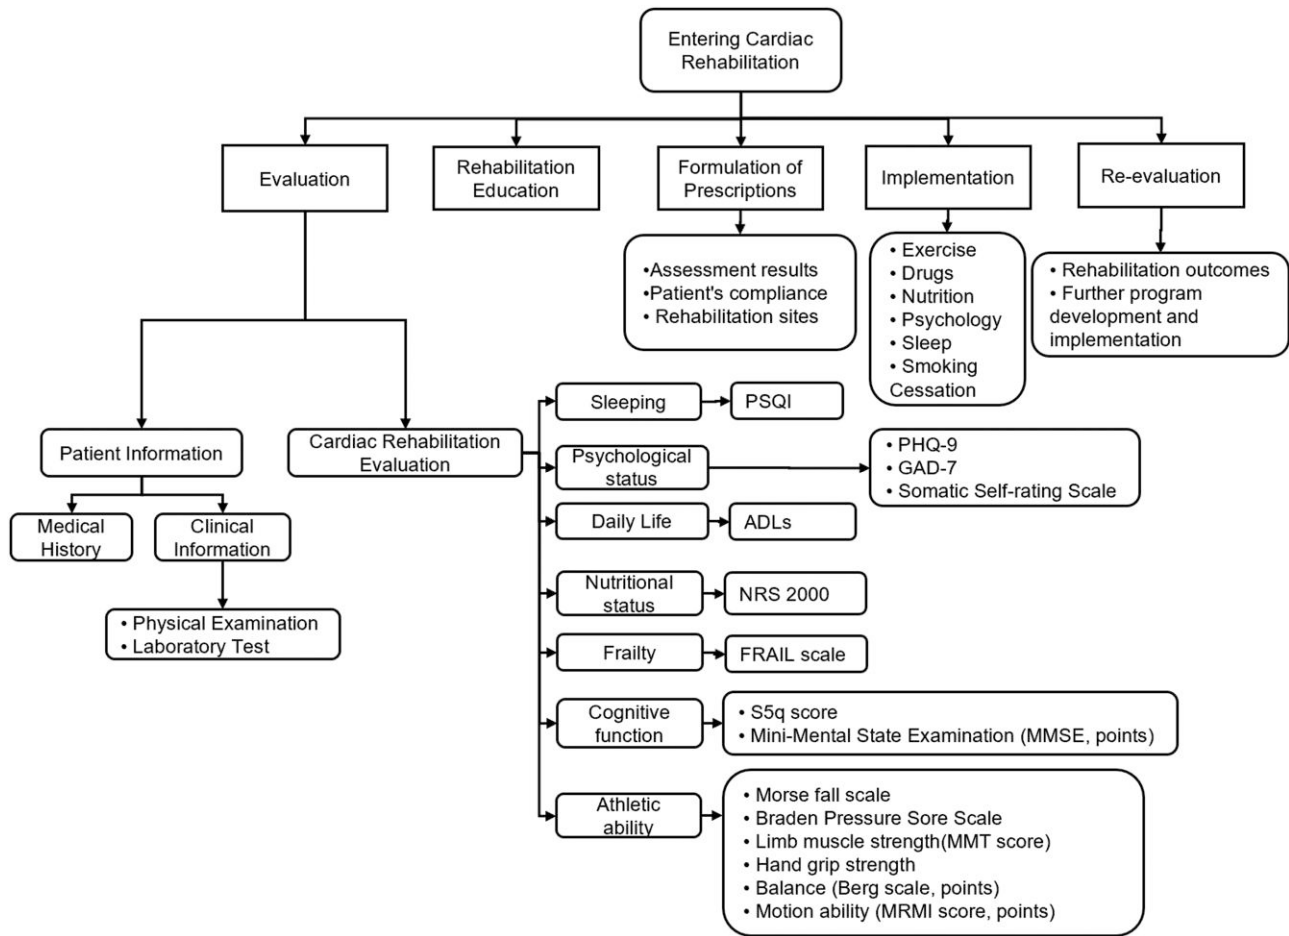 Entering Cardiac
Rehabilitation
Evaluation
Rehabilitation
Education
Formulation of
Prescriptions
Implementation
Re-evaluation
•Assessment results
•Patient's compliance
• Rehabilitation sites
• Exercise
• Drugs
• Nutrition
• Psychology
• Sleep
• Smoking
Cessation
• Rehabilitation outcomes
• Further program
development and
implementation
Patient Information
Cardiac Rehabilitation
Evaluation
Medical
History
Clinical
Information
• Physical Examination
• Laboratory Test
Sleeping
PSQI
Psychological
status
• PHQ-9
• GAD-7
• Somatic Self-rating Scale
Daily Life
ADLs
Nutritional
status
NRS 2000
Frailty
FRAIL scale
Cognitive
function
• S5q score
• Mini-Mental State Examination (MMSE, points)
Athletic
ability
• Morse fall scale
• Braden Pressure Sore Scale
• Limb muscle strength(MMT score)
• Hand grip strength
• Balance (Berg scale, points)
• Motion ability (MRMI score, points)